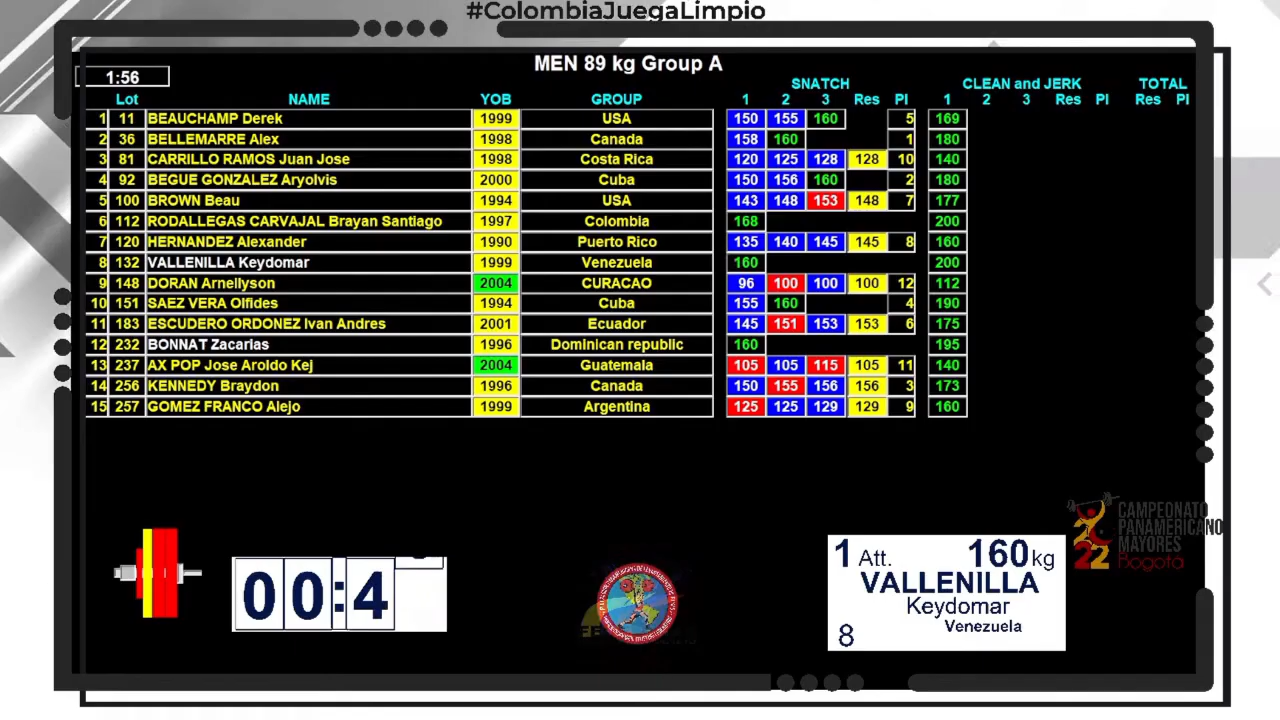 #ColombiaJuegaLimpio
MEN 89 kg Group A
1:56
SNATCH CLEAN and JERK TOTAL
Lot NAME YOB GROUP 1 2 3 Res Pl 1 2 3 Res Pl Res Pl
1 11 BEAUCHAMP Derek 1999 USA 150 155 160 5 169
2 36 BELLEMARRE Alex 1998 Canada 158 160 1 180
3 81 CARRILLO RAMOS Juan Jose 1998 Costa Rica 120 125 128 128 10 140
4 92 BEGUE GONZALEZ Aryolvis 2000 Cuba 150 156 160 2 180
5 100 BROWN Beau 1994 USA 143 148 153 148 7 177
6 112 RODALLEGAS CARVAJAL Brayan Santiago 1997 Colombia 168 200
7 120 HERNANDEZ Alexander 1990 Puerto Rico 135 140 145 145 8 160
8 132 VALLENILLA Keydomar 1999 Venezuela 160 200
9 148 DORAN Arnellyson 2004 CURACAO 96 100 100 100 12 112
10 151 SAEZ VERA Olfides 1994 Cuba 155 160 4 190
11 183 ESCUDERO ORDONEZ Ivan Andres 2001 Ecuador 145 151 153 153 6 175
12 232 BONNAT Zacarias 1996 Dominican republic 160 195
13 237 AX POP Jose Aroldo Kej 2004 Guatemala 105 105 115 105 11 140
14 256 KENNEDY Braydon 1996 Canada 150 155 156 156 3 173
15 257 GOMEZ FRANCO Alejo 1999 Argentina 125 125 129 129 9 160
00:4
1 Att. 160kg
VALLENILLA
Keydomar
Venezuela
8
CAMPEONATO
PANAMERICANO
MAYORES
22 Bogota